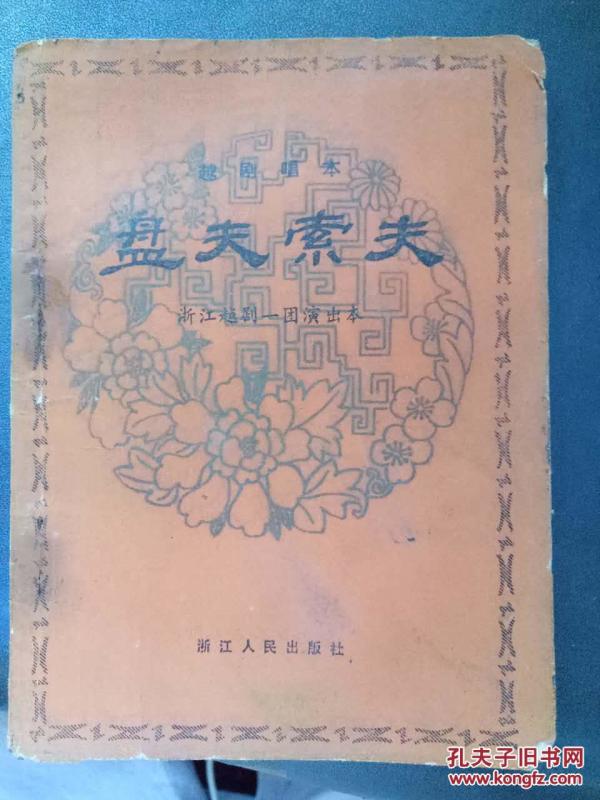 越剧唱本
盘夫索夫
浙江越剧一团演出本
浙江人民出版社
孔夫子旧书网
www.kongfz.com